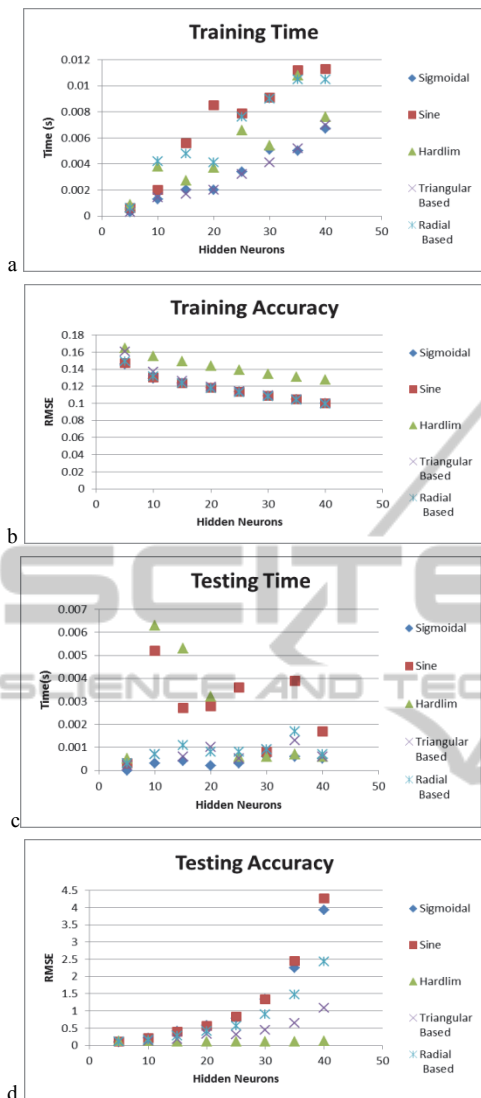 Training Time
0.012
0.01
0.008
0.006
0.004
0.002
0
Time (s)
0 10 20 30 40 50
Hidden Neurons
Sigmoidal
Sine
Hardlim
Triangular
Based
Radial
Based
a
Training Accuracy
0.18
0.16
0.14
0.12
0.1
0.08
0.06
0.04
0.02
0
RMSE
0 10 20 30 40 50
Hidden Neurons
Sigmoidal
Sine
Hardlim
Triangular
Based
Radial
Based
b
Testing Time
0.007
0.006
0.005
0.004
0.003
0.002
0.001
0
Time(s)
0 10 20 30 40 50
Hidden Neurons
Sigmoidal
Sine
Hardlim
Triangular
Based
Radial
Based
c
Testing Accuracy
4.5
4
3.5
3
2.5
2
1.5
1
0.5
0
RMSE
0 10 20 30 40 50
Hidden Neurons
Sigmoidal
Sine
Hardlim
Triangular
Based
Radial
Based
d
SCITE
SCIENCE AND TEC